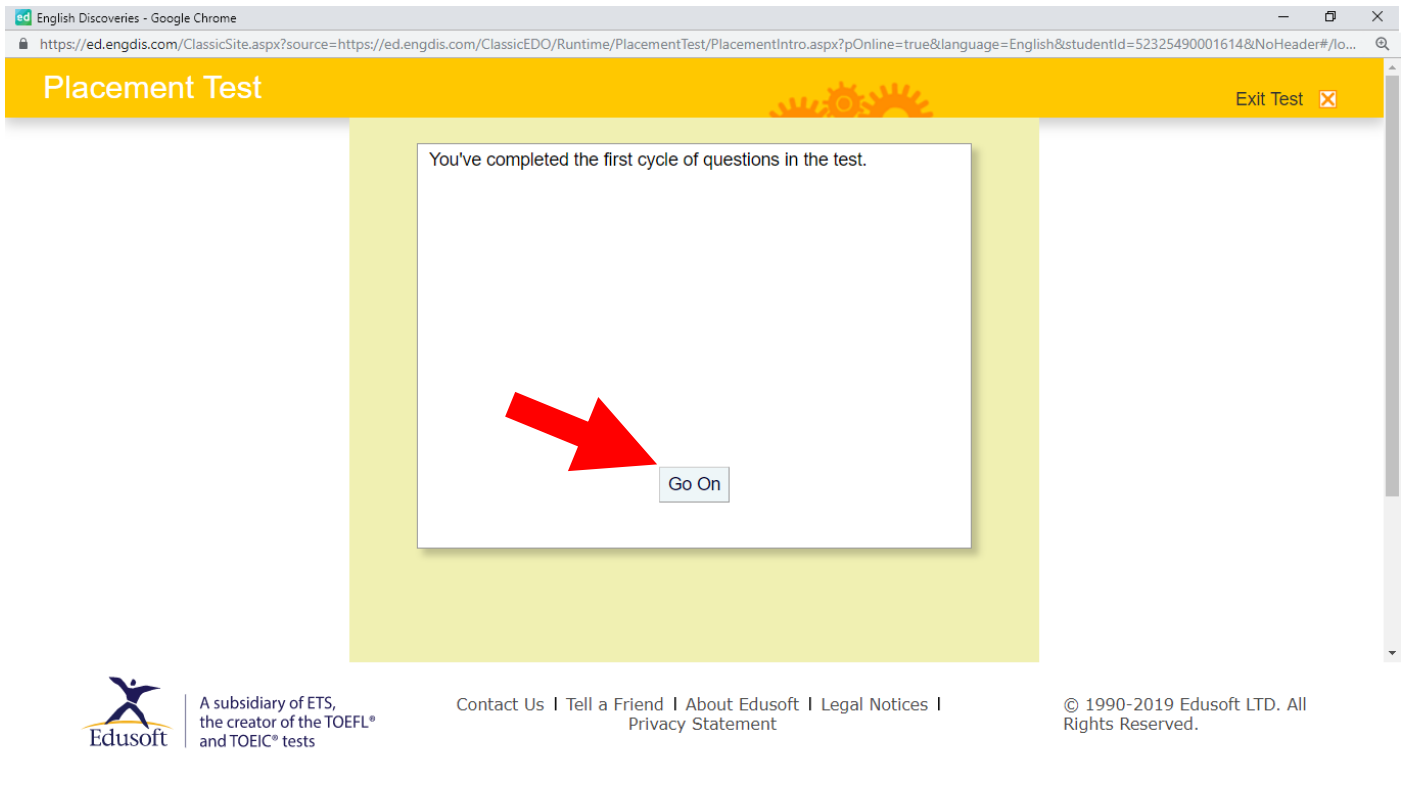 ed English Discoveries - Google Chrome
https://ed.engdis.com/ClassicSite.aspx?source=https://ed.engdis.com/ClassicEDO/Runtime/PlacementTest/PlacementIntro.aspx?pOnline=true&language=English&studentId=52325490001614&NoHeader#/lo...
Placement Test
Exit Test
You've completed the first cycle of questions in the test.
Go On
Edusoft
A subsidiary of ETS,
the creator of the TOEFL®
and TOEIC® tests
Contact Us I Tell a Friend I About Edusoft I Legal Notices I
Privacy Statement
© 1990-2019 Edusoft LTD. All
Rights Reserved.